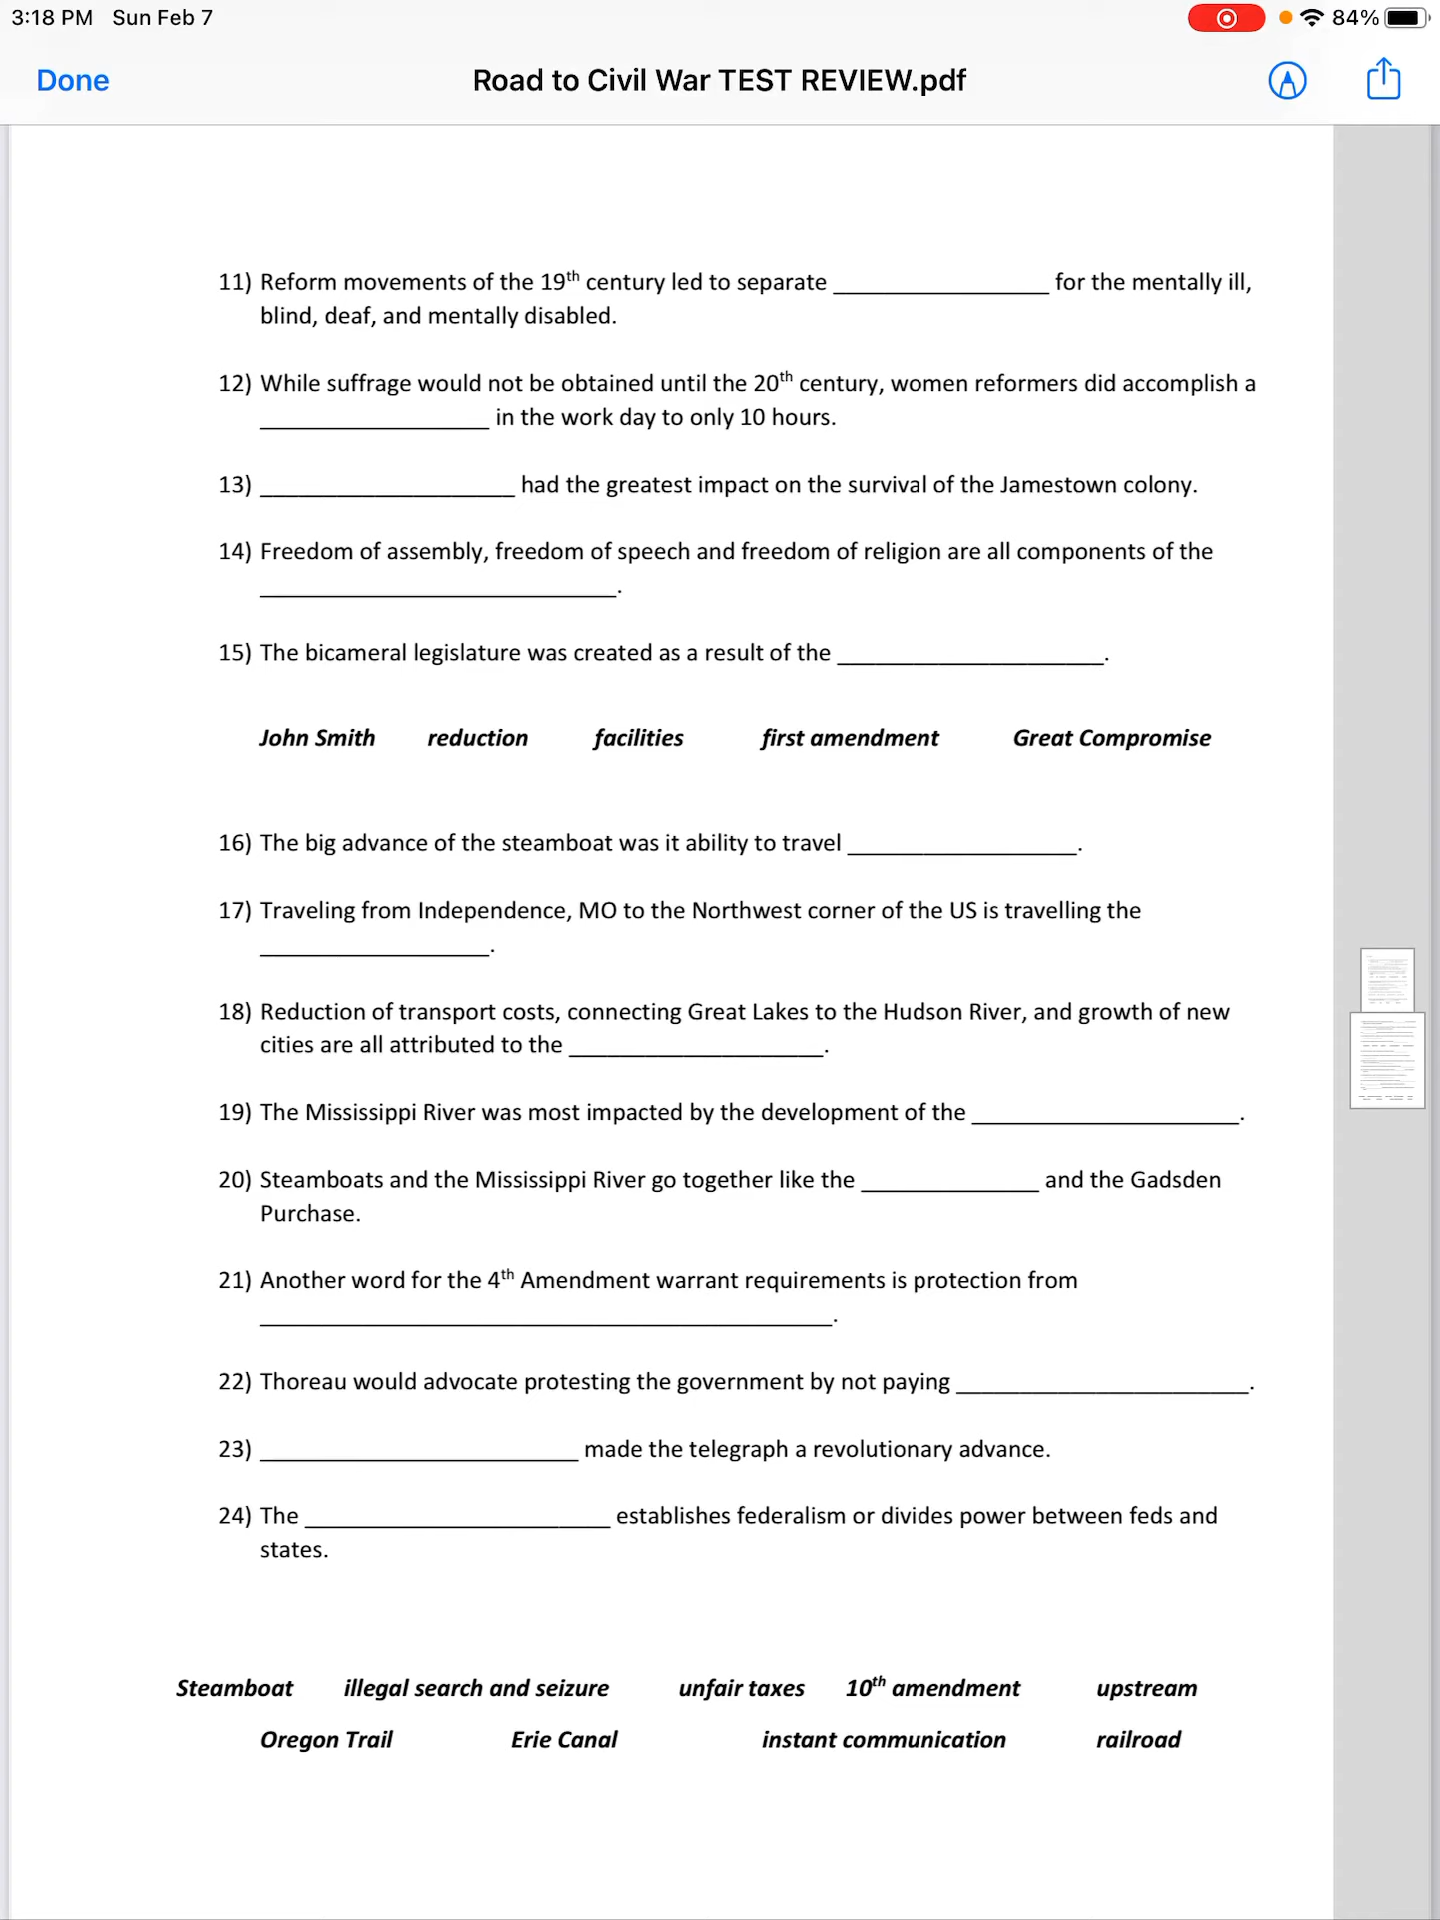 3:18 PM Sun Feb 7
84%
Done
Road to Civil War TEST REVIEW.pdf
11) Reform movements of the 19th century led to separate _________________ for the mentally ill,
blind, deaf, and mentally disabled.
12) While suffrage would not be obtained until the 20th century, women reformers did accomplish a
__________________ in the work day to only 10 hours.
13) ____________________ had the greatest impact on the survival of the Jamestown colony.
14) Freedom of assembly, freedom of speech and freedom of religion are all components of the
____________________________.
15) The bicameral legislature was created as a result of the _____________________.
John Smith reduction facilities first amendment Great Compromise
16) The big advance of the steamboat was it ability to travel __________________.
17) Traveling from Independence, MO to the Northwest corner of the US is travelling the
__________________.
18) Reduction of transport costs, connecting Great Lakes to the Hudson River, and growth of new
cities are all attributed to the ____________________.
19) The Mississippi River was most impacted by the development of the _____________________.
20) Steamboats and the Mississippi River go together like the ______________ and the Gadsden
Purchase.
21) Another word for the 4th Amendment warrant requirements is protection from
_____________________________________________.
22) Thoreau would advocate protesting the government by not paying _______________________.
23) _________________________ made the telegraph a revolutionary advance.
24) The ________________________ establishes federalism or divides power between feds and
states.
Steamboat illegal search and seizure unfair taxes 10th amendment upstream
Oregon Trail Erie Canal instant communication railroad